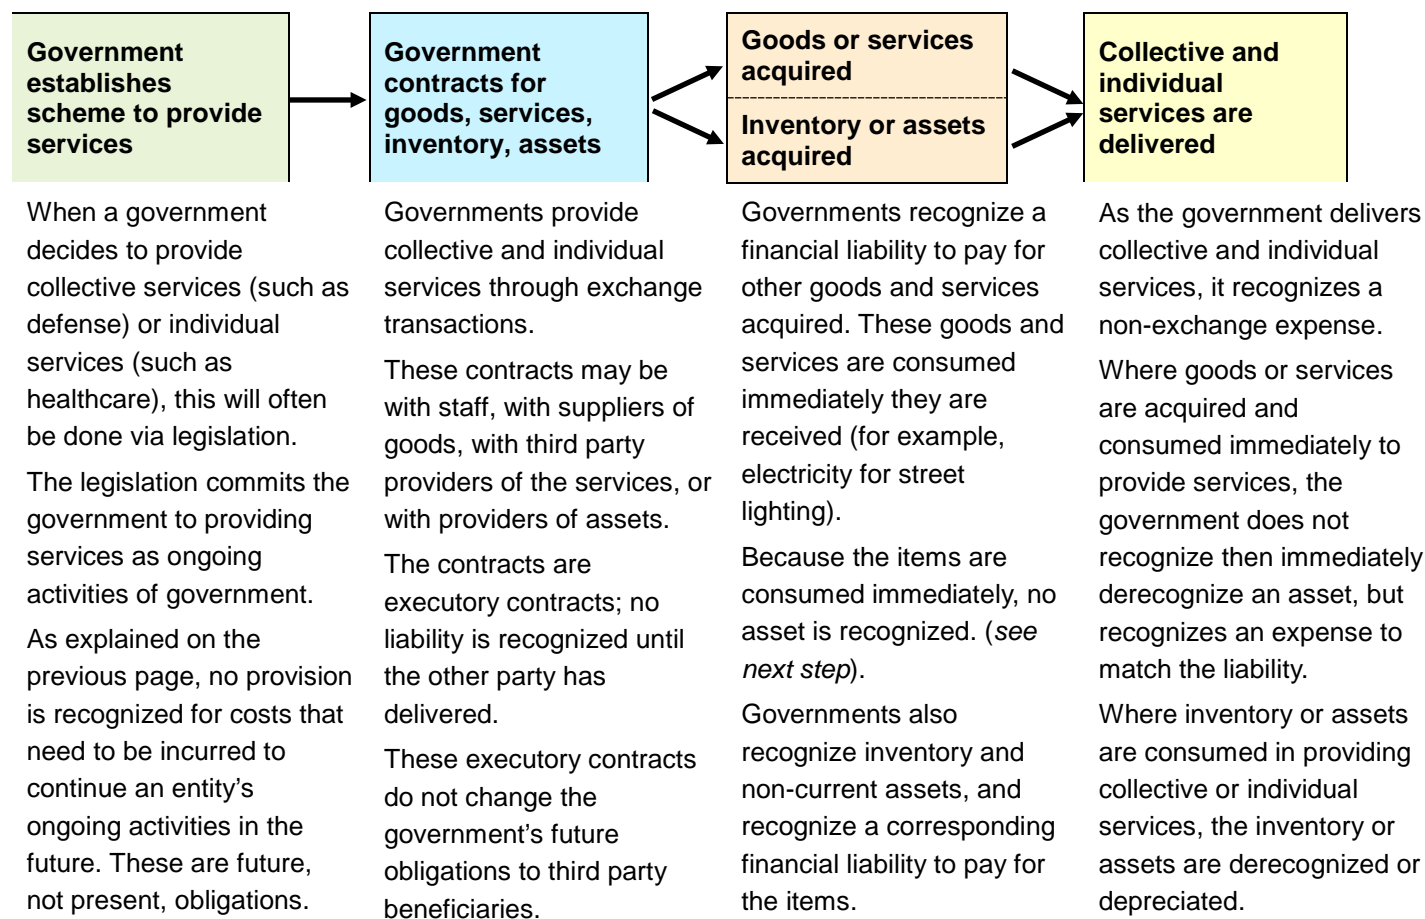 Government
establishes
scheme to provide
services
Government
contracts for
goods, services,
inventory, assets
Goods or services
acquired
Inventory or assets
acquired
Collective and
individual
services are
delivered
When a government
decides to provide
collective services (such as
defense) or individual
services (such as
healthcare), this will often
be done via legislation.
The legislation commits the
government to providing
services as ongoing
activities of government.
As explained on the
previous page, no provision
is recognized for costs that
need to be incurred to
continue an entity’s
ongoing activities in the
future. These are future,
not present, obligations.
Governments provide
collective and individual
services through exchange
transactions.
These contracts may be
with staff, with suppliers of
goods, with third party
providers of the services, or
with providers of assets.
The contracts are
executory contracts; no
liability is recognized until
the other party has
delivered.
These executory contracts
do not change the
government’s future
obligations to third party
beneficiaries.
Governments recognize a
financial liability to pay for
other goods and services
acquired. These goods and
services are consumed
immediately they are
received (for example,
electricity for street
lighting).
Because the items are
consumed immediately, no
asset is recognized. (see
next step).
Governments also
recognize inventory and
non-current assets, and
recognize a corresponding
financial liability to pay for
the items.
As the government delivers
collective and individual
services, it recognizes a
non-exchange expense.
Where goods or services
are acquired and
consumed immediately to
provide services, the
government does not
recognize then immediately
derecognize an asset, but
recognizes an expense to
match the liability.
Where inventory or assets
are consumed in providing
collective or individual
services, the inventory or
assets are derecognized or
depreciated.